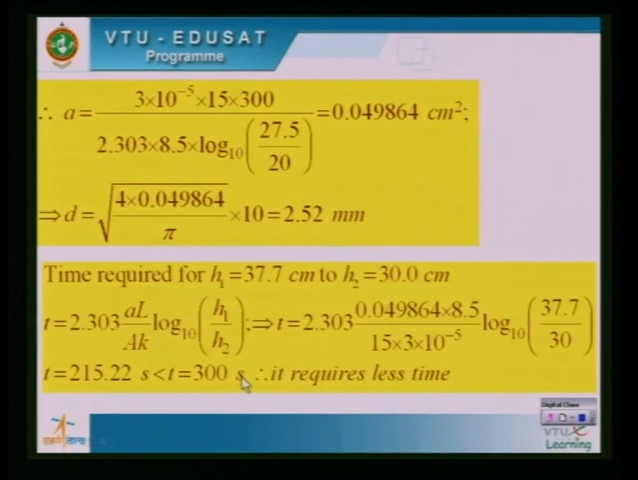 VTU - EDUSAT
Programme
∴ a = 3×10⁻⁵×15×300 / 2.303×8.5×log₁₀(27.5/20) = 0.049864 cm²;
⇒ d = √(4×0.049864/π) ×10 = 2.52 mm
Time required for h₁ = 37.7 cm to h₂ = 30.0 cm
t = 2.303 aL/Ak log₁₀(h₁/h₂); ⇒ t = 2.303 0.049864×8.5/15×3×10⁻⁵ log₁₀(37.7/30)
t = 215.22 s < t = 300 s ∴ it requires less time
Digital Class
VTU
Learning